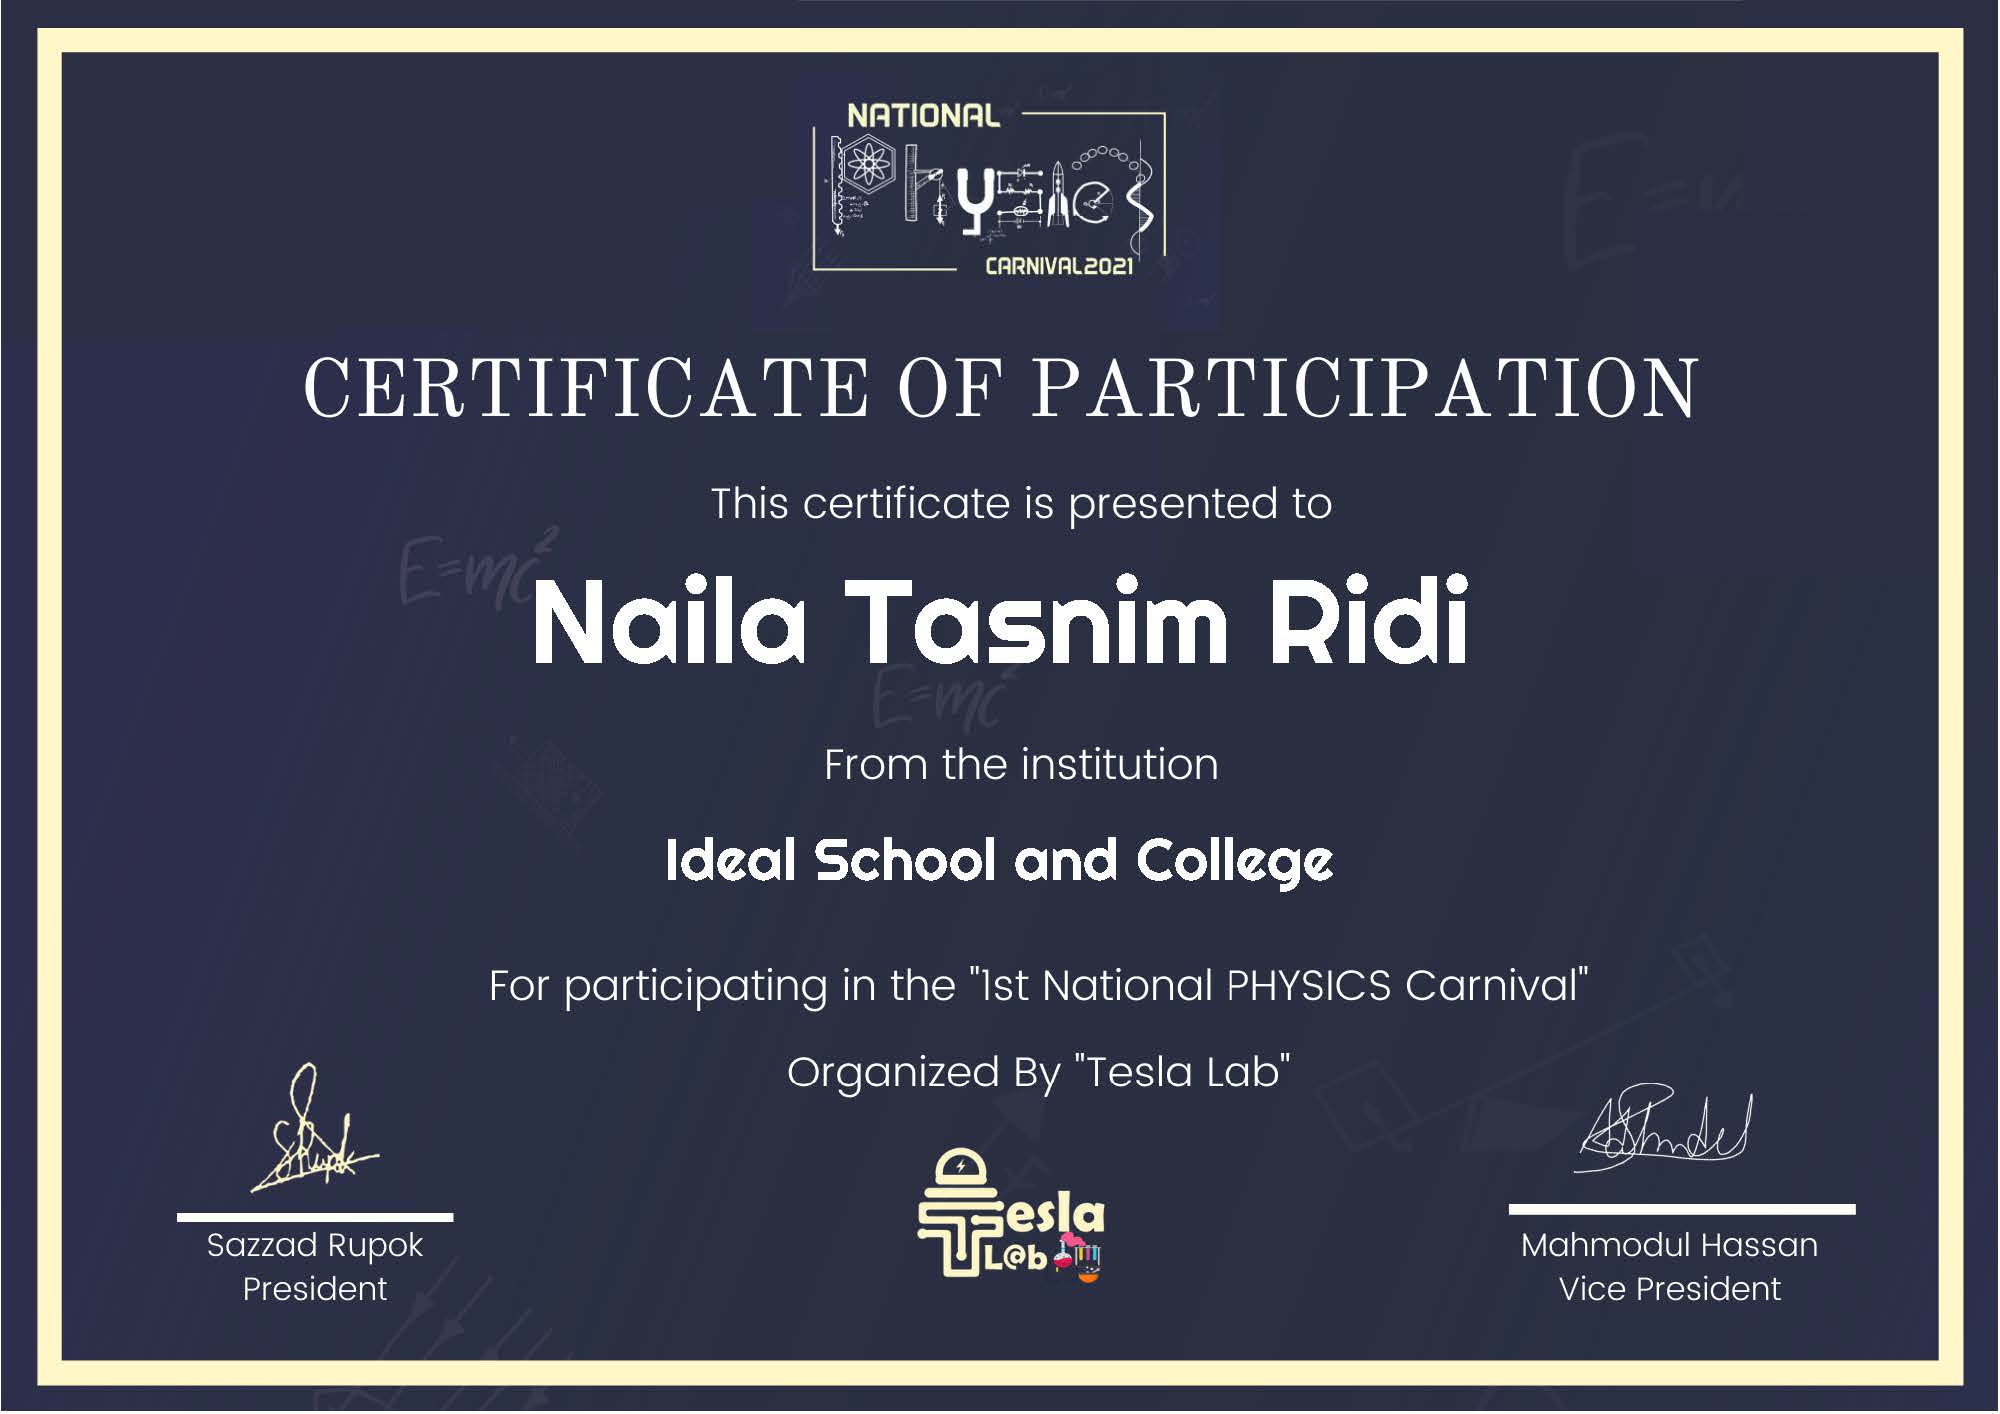 NATIONAL
Physics
CARNIVAL2021
CERTIFICATE OF PARTICIPATION
This certificate is presented to
E=mc²
Naila Tasnim Ridi
E=mc²
From the institution
Ideal School and College
For participating in the "1st National PHYSICS Carnival"
Organized By "Tesla Lab"
Tesla
L@b
Sazzad Rupok
President
Mahmodul Hassan
Vice President